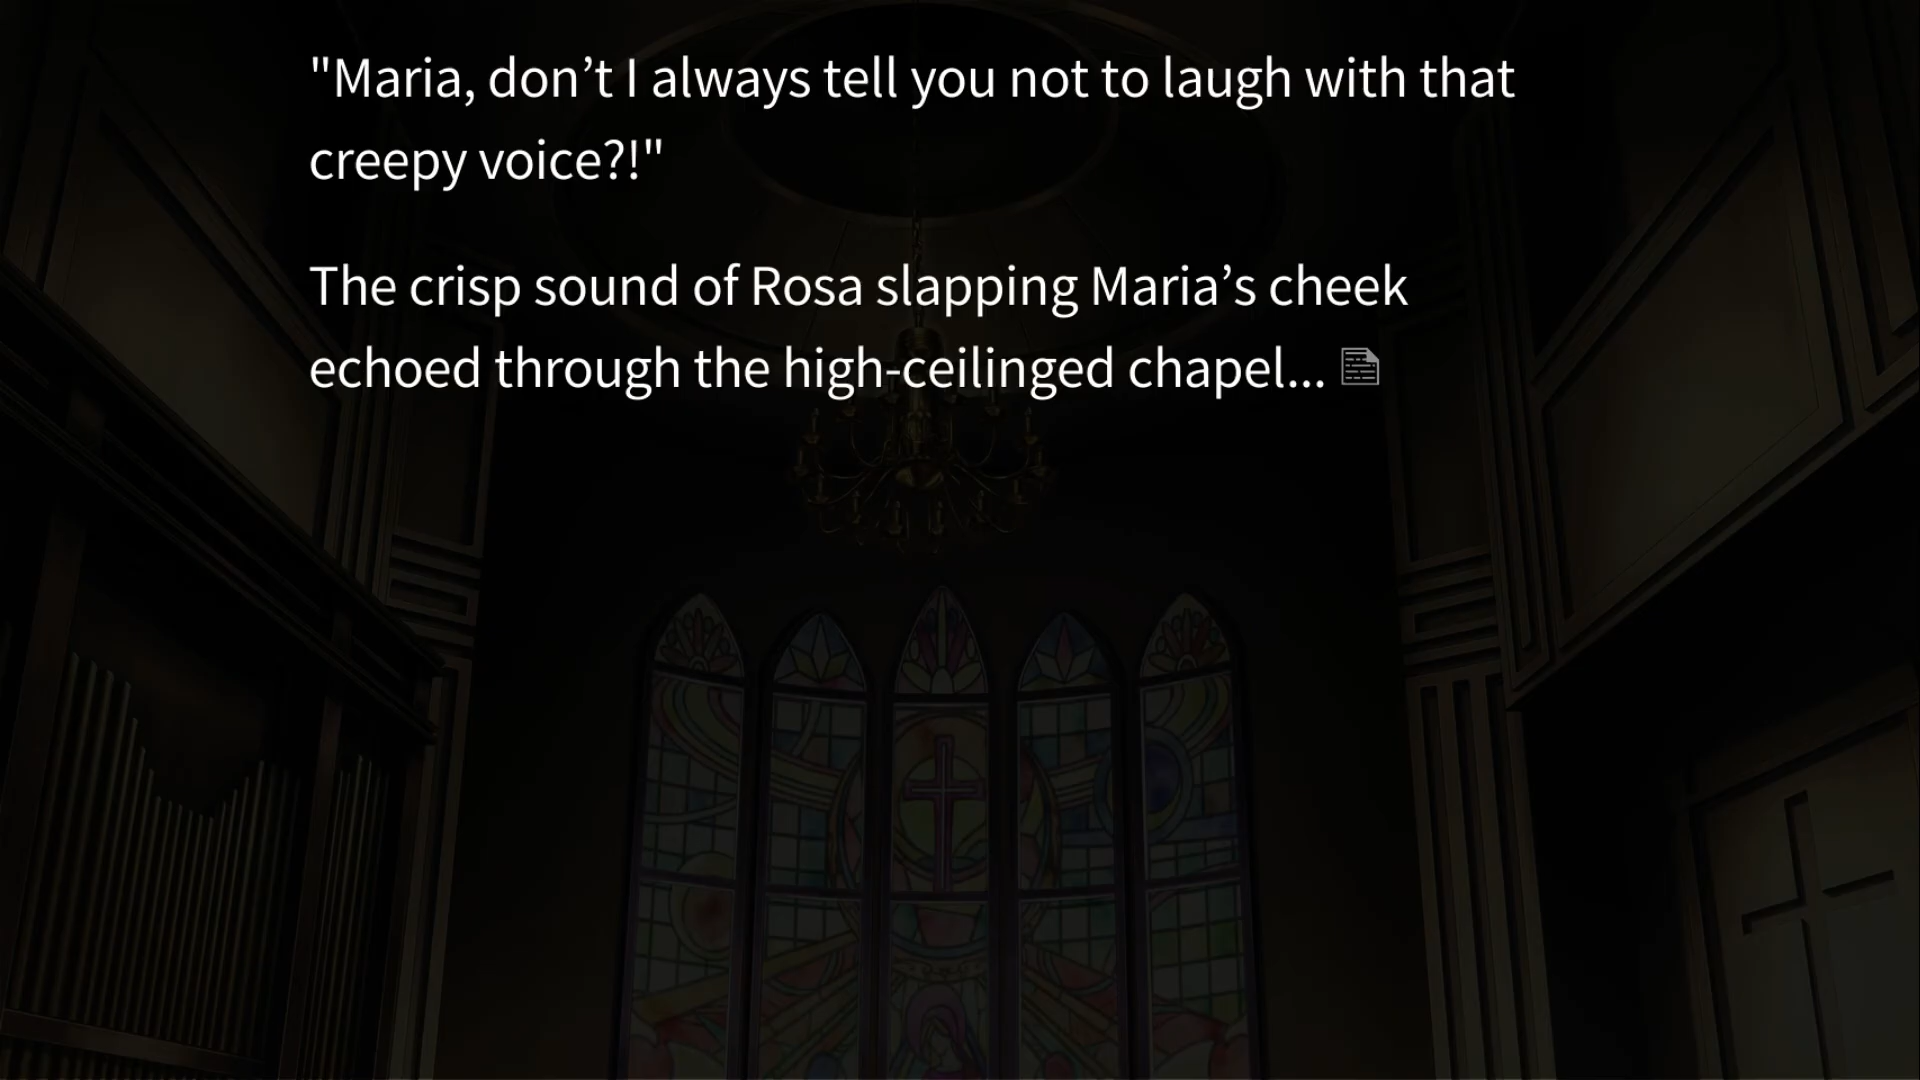 "Maria, don’t I always tell you not to laugh with that
creepy voice?!"
The crisp sound of Rosa slapping Maria’s cheek
echoed through the high-ceilinged chapel...